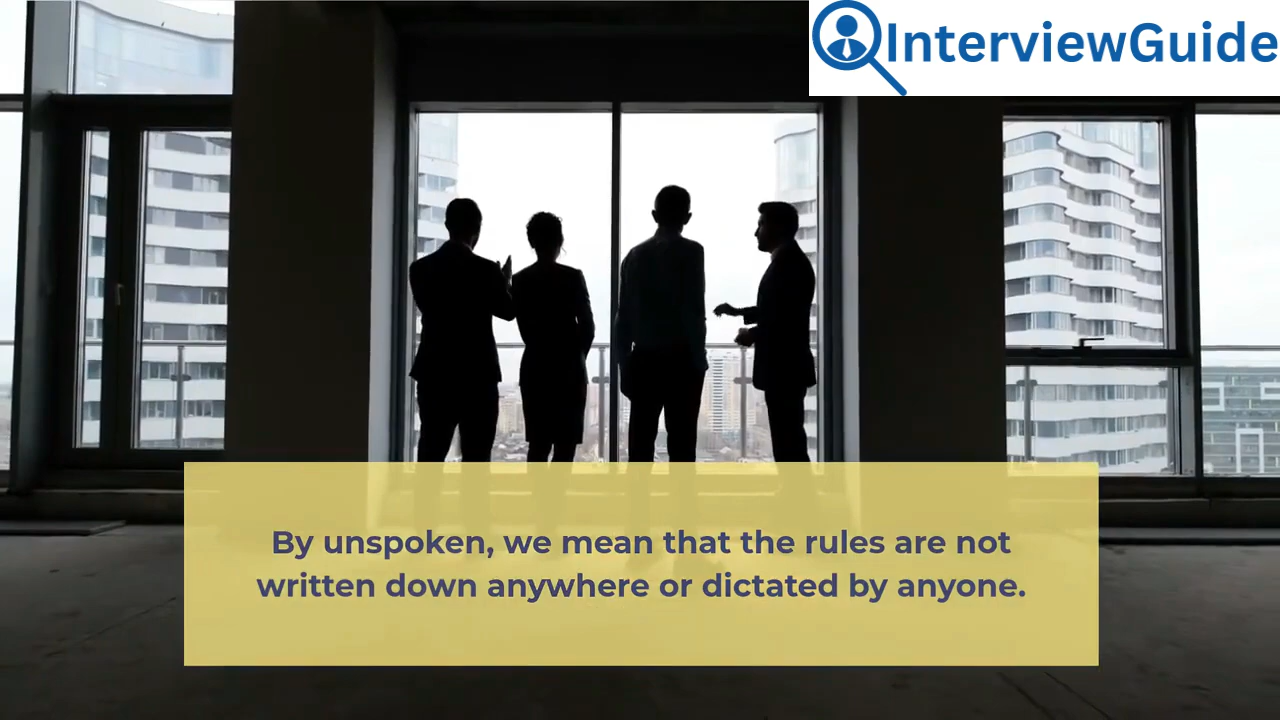 InterviewGuide
By unspoken, we mean that the rules are not
written down anywhere or dictated by anyone.